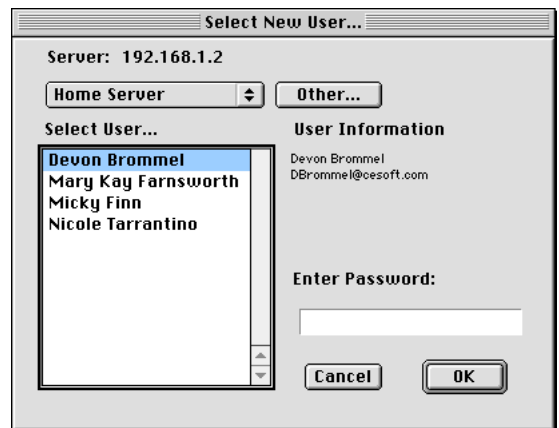 Select New User...
Server: 192.168.1.2
Home Server
Other...
Select User...
User Information
Devon Brommel
Mary Kay Farnsworth
Micky Finn
Nicole Tarrantino
Devon Brommel
DBrommel@cesoft.com
Enter Password:
Cancel
OK